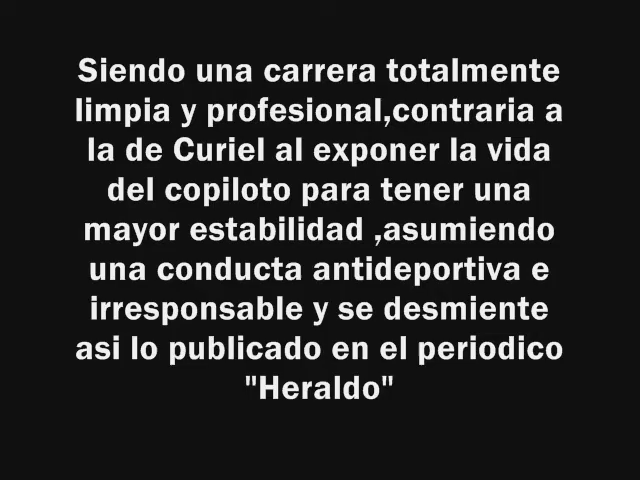 Siendo una carrera totalmente
limpia y profesional,contraria a
la de Curiel al exponer la vida
del copiloto para tener una
mayor estabilidad ,asumiendo
una conducta antideportiva e
irresponsable y se desmiente
asi lo publicado en el periodico
"Heraldo"